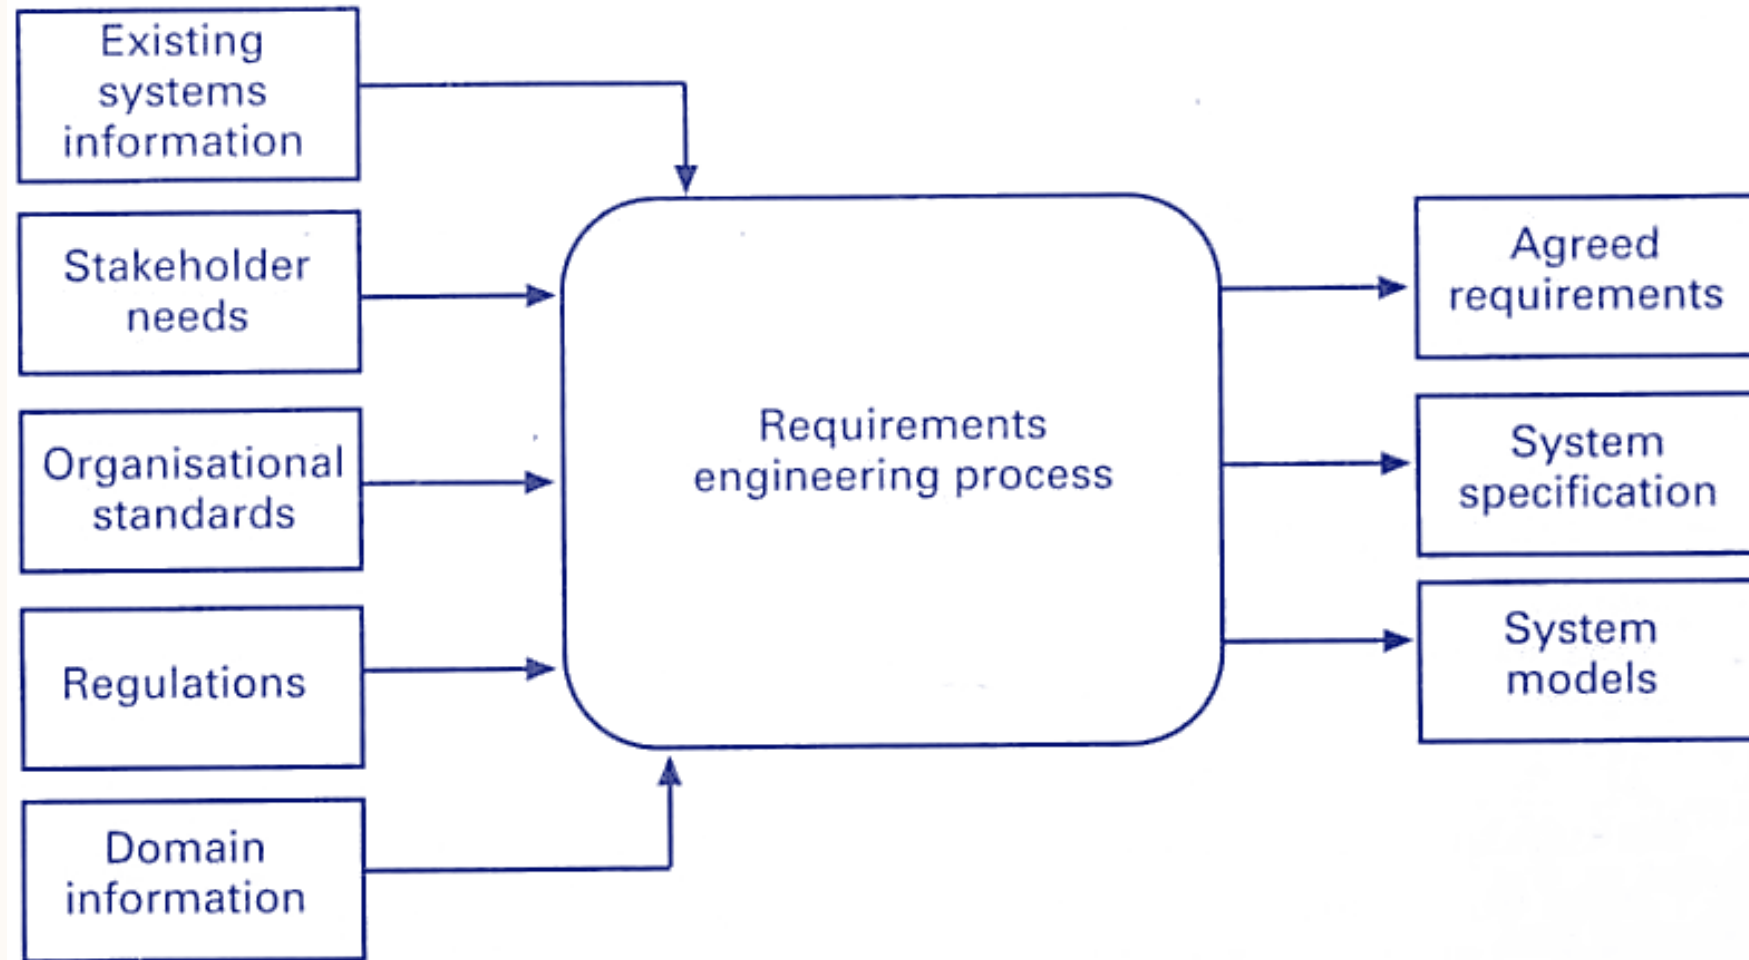 Existing
systems
information
Stakeholder
needs
Organisational
standards
Regulations
Domain
information
Requirements
engineering process
Agreed
requirements
System
specification
System
models